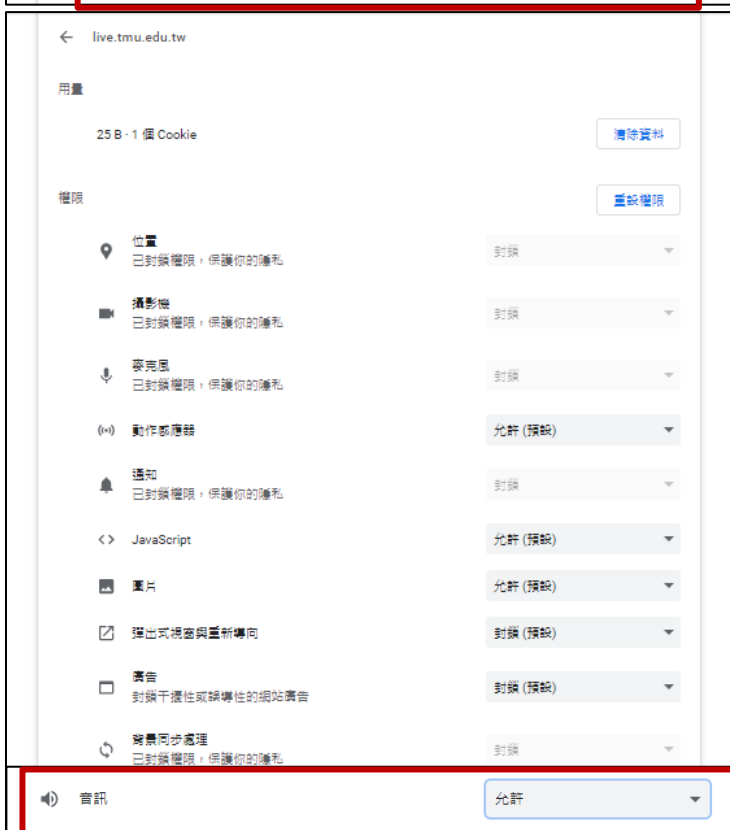 live.tmu.edu.tw
用量
25 B · 1 個 Cookie
清除資料
權限
重設權限
位置
已封鎖權限，保護你的隱私
封鎖
攝影機
已封鎖權限，保護你的隱私
封鎖
麥克風
已封鎖權限，保護你的隱私
封鎖
動作感應器
允許 (預設)
通知
已封鎖權限，保護你的隱私
封鎖
JavaScript
允許 (預設)
圖片
允許 (預設)
彈出式視窗與重新導向
封鎖 (預設)
廣告
封鎖干擾性或誤導性的網站廣告
封鎖 (預設)
背景同步處理
已封鎖權限，保護你的隱私
封鎖
音訊
允許